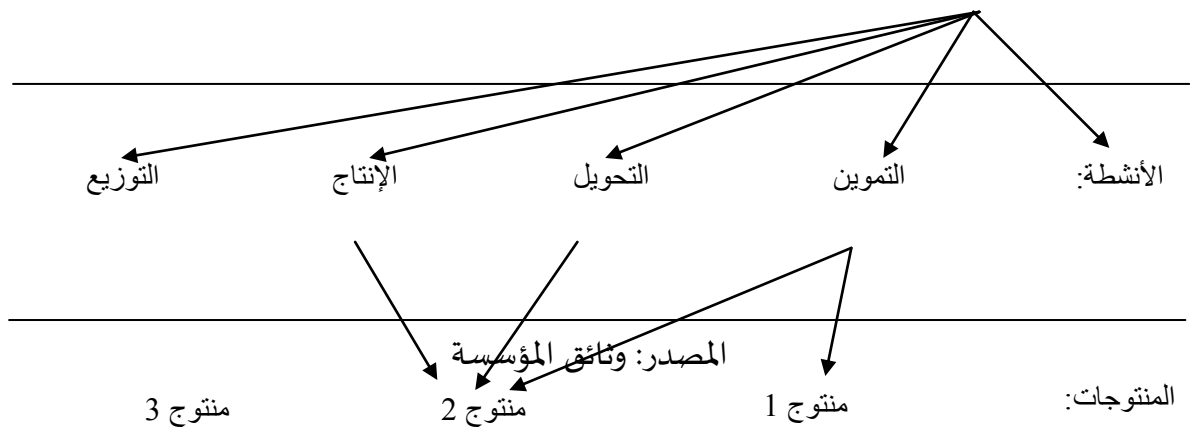 الأنشطة: التموين التحويل الإنتاج التوزيع
المصدر: وثائق المؤسسة
المنتوجات: منتوج 1 منتوج 2 منتوج 3